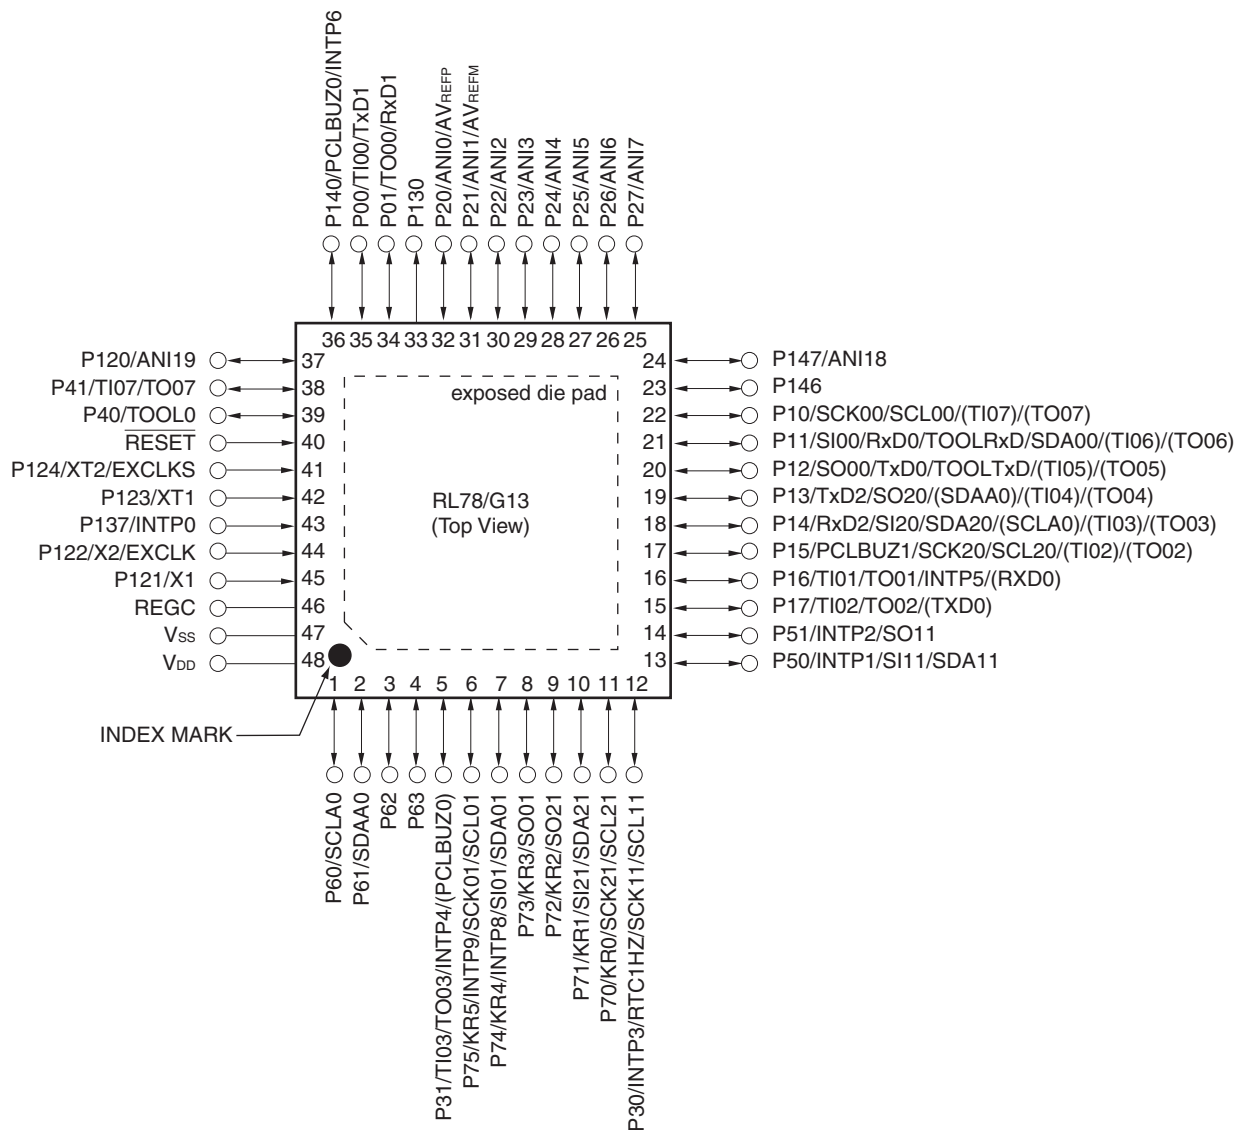 P140/PCLBUZ0/INTP6
P00/TI00/TxD1
P01/TO00/RxD1
P130
P20/ANI0/AVREFP
P21/ANI1/AVREFM
P22/ANI2
P23/ANI3
P24/ANI4
P25/ANI5
P26/ANI6
P27/ANI7
36 35 34 33 32 31 30 29 28 27 26 25
P120/ANI19 37
P41/TI07/TO07 38
P40/TOOL0 39
RESET 40
P124/XT2/EXCLKS 41
P123/XT1 42
P137/INTP0 43
P122/X2/EXCLK 44
P121/X1 45
REGC 46
VSS 47
VDD 48
INDEX MARK
exposed die pad
RL78/G13
(Top View)
24 P147/ANI18
23 P146
22 P10/SCK00/SCL00/(TI07)/(TO07)
21 P11/SI00/RxD0/TOOLRxD/SDA00/(TI06)/(TO06)
20 P12/SO00/TxD0/TOOLTxD/(TI05)/(TO05)
19 P13/TxD2/SO20/(SDAA0)/(TI04)/(TO04)
18 P14/RxD2/SI20/SDA20/(SCLA0)/(TI03)/(TO03)
17 P15/PCLBUZ1/SCK20/SCL20/(TI02)/(TO02)
16 P16/TI01/TO01/INTP5/(RXD0)
15 P17/TI02/TO02/(TXD0)
14 P51/INTP2/SO11
13 P50/INTP1/SI11/SDA11
1 2 3 4 5 6 7 8 9 10 11 12
P60/SCLA0
P61/SDAA0
P62
P63
P31/TI03/TO03/INTP4/(PCLBUZ0)
P75/KR5/INTP9/SCK01/SCL01
P74/KR4/INTP8/SI01/SDA01
P73/KR3/SO01
P72/KR2/SO21
P71/KR1/SI21/SDA21
P70/KR0/SCK21/SCL21
P30/INTP3/RTC1HZ/SCK11/SCL11